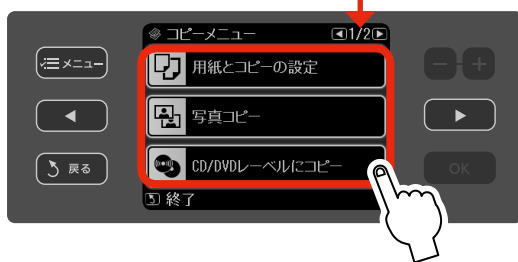 コピーメニュー ◀1/2▶
メニュー
用紙とコピーの設定
写真コピー
CD/DVDレーベルにコピー
戻る
OK
終了